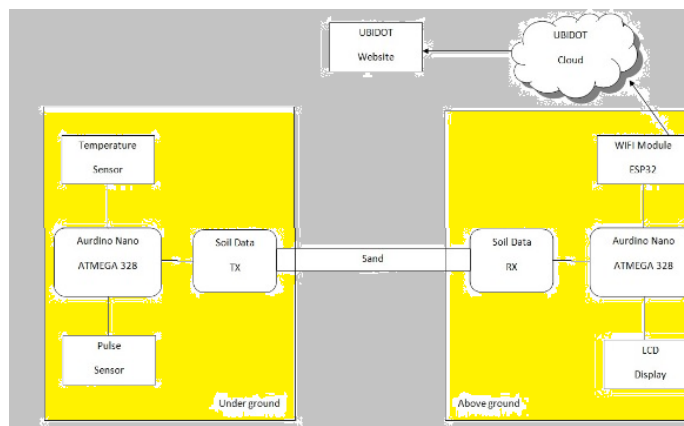 UBIDOT
Website
UBIDOT
Cloud
Temperature
Sensor
WIFI Module
ESP32
Aurdino Nano
ATMEGA 328
Soil Data
TX
Sand
Soil Data
RX
Aurdino Nano
ATMEGA 328
Pulse
Sensor
LCD
Display
Under ground
Above ground